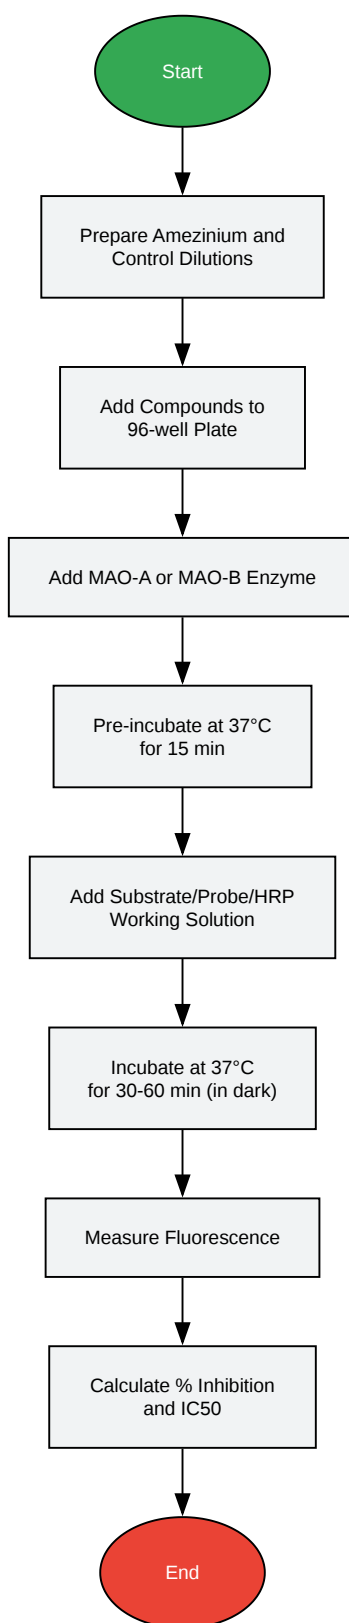 Start
Prepare Amezinium and
Control Dilutions
Add Compounds to
96-well Plate
Add MAO-A or MAO-B Enzyme
Pre-incubate at 37°C
for 15 min
Add Substrate/Probe/HRP
Working Solution
Incubate at 37°C
for 30-60 min (in dark)
Measure Fluorescence
Calculate % Inhibition
and IC50
End